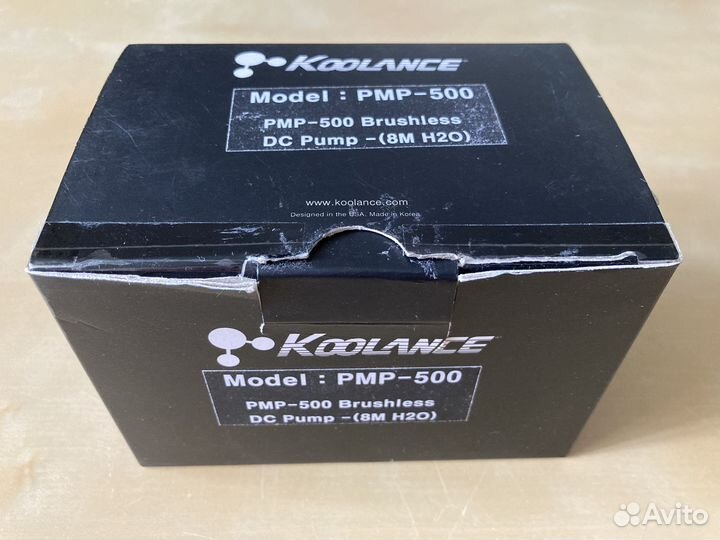 KOOLANCE
Model : PMP-500
PMP-500 Brushless
DC Pump -(8M H2O)
www.koolance.com
Designed in the USA, Made in Korea
KOOLANCE
Model : PMP-500
PMP-500 Brushless
DC Pump -(8M H2O)
Avito